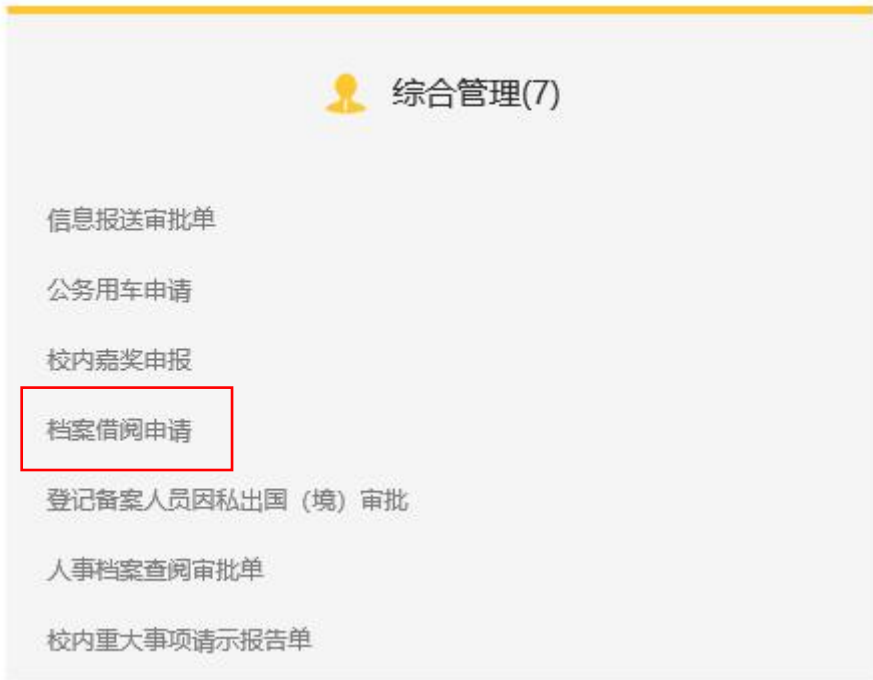 综合管理(7)
信息报送审批单
公务用车申请
校内嘉奖申报
档案借阅申请
登记备案人员因私出国（境）审批
人事档案查阅审批单
校内重大事项请示报告单